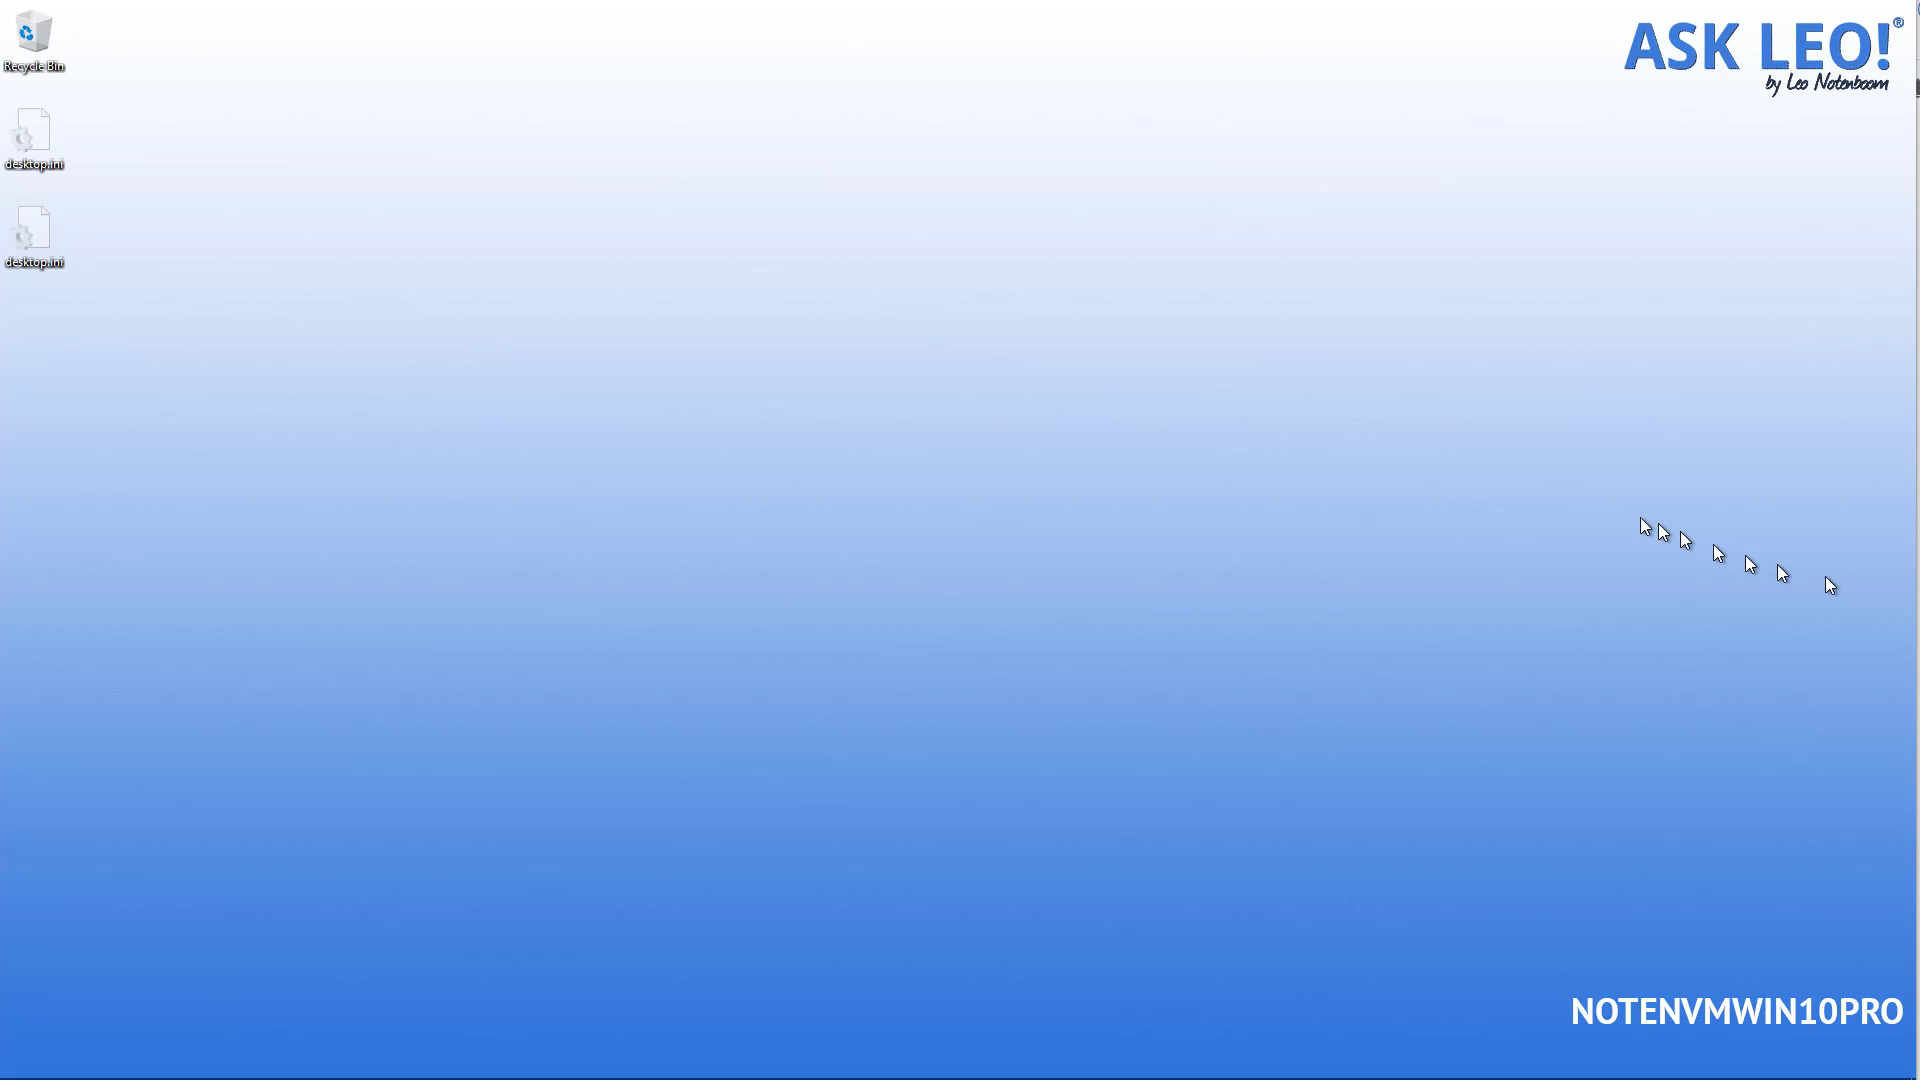 Recycle Bin
desktop.ini
desktop.ini
ASK LEO!®
by Leo Notenboom
NOTENVMWIN10PRO